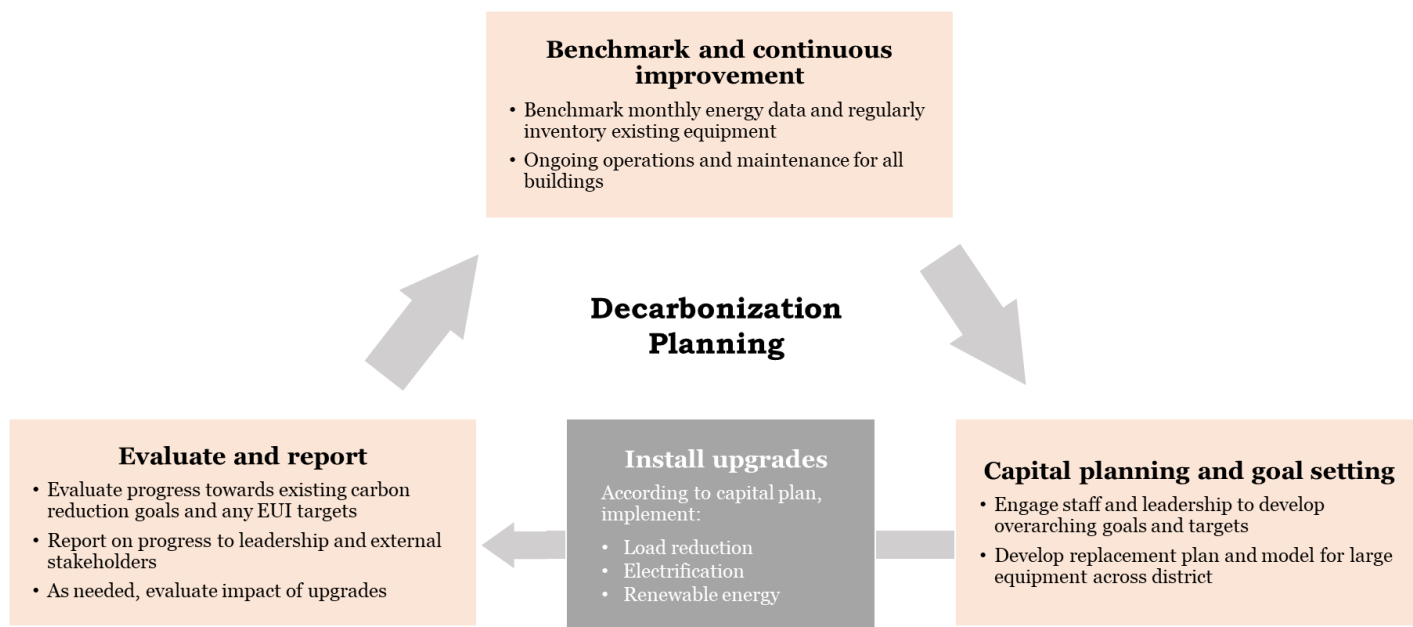 Benchmark and continuous
improvement
• Benchmark monthly energy data and regularly
inventory existing equipment
• Ongoing operations and maintenance for all
buildings
Decarbonization
Planning
Evaluate and report
• Evaluate progress towards existing carbon
reduction goals and any EUI targets
• Report on progress to leadership and external
stakeholders
• As needed, evaluate impact of upgrades
Install upgrades
According to capital plan,
implement:
• Load reduction
• Electrification
• Renewable energy
Capital planning and goal setting
• Engage staff and leadership to develop
overarching goals and targets
• Develop replacement plan and model for large
equipment across district